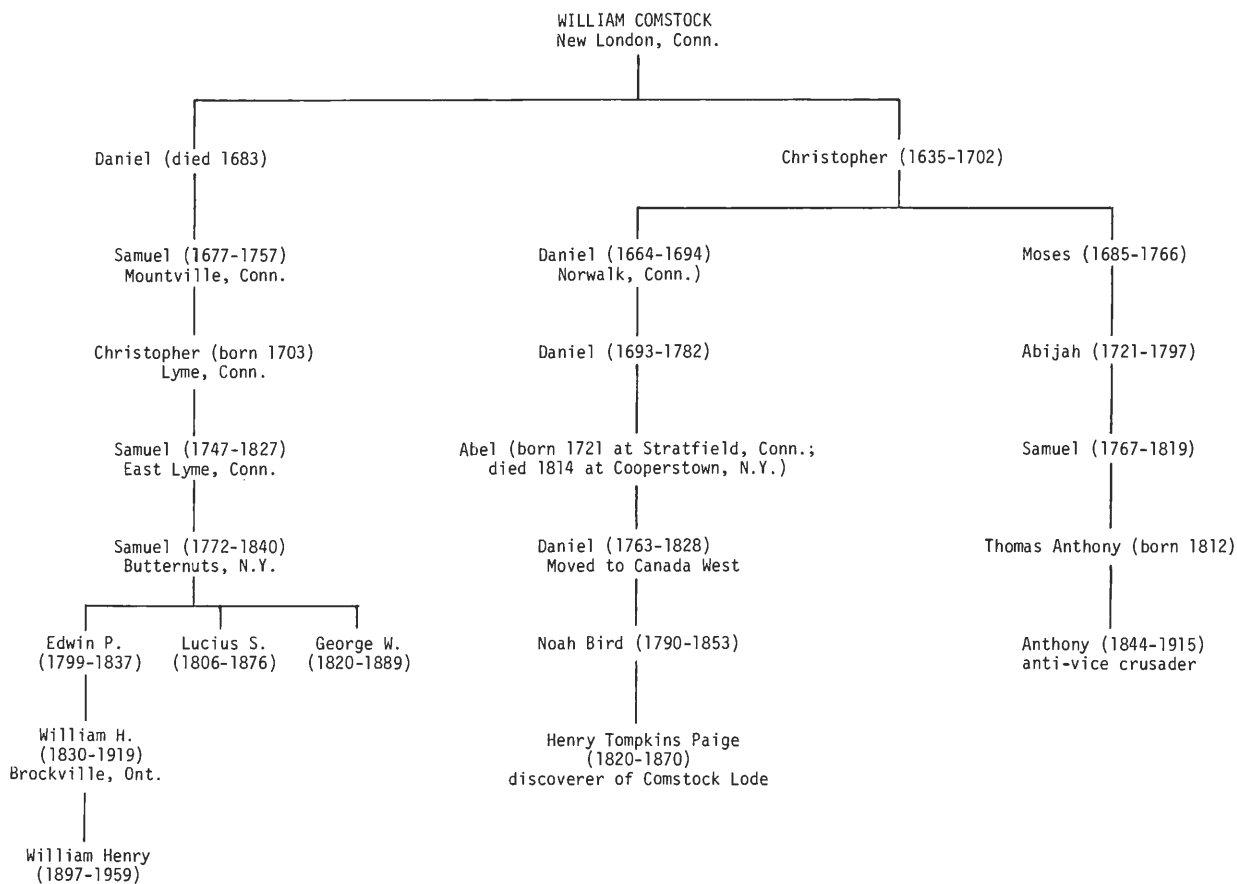 WILLIAM COMSTOCK
New London, Conn.
Daniel (died 1683)
Christopher (1635-1702)
Samuel (1677-1757)
Mountville, Conn.
Daniel (1664-1694)
Norwalk, Conn.)
Moses (1685-1766)
Christopher (born 1703)
Lyme, Conn.
Daniel (1693-1782)
Abijah (1721-1797)
Samuel (1747-1827)
East Lyme, Conn.
Abel (born 1721 at Stratfield, Conn.;
died 1814 at Cooperstown, N.Y.)
Samuel (1767-1819)
Samuel (1772-1840)
Butternuts, N.Y.
Daniel (1763-1828)
Moved to Canada West
Thomas Anthony (born 1812)
Edwin P.
(1799-1837)
Lucius S.
(1806-1876)
George W.
(1820-1889)
Noah Bird (1790-1853)
Anthony (1844-1915)
anti-vice crusader
William H.
(1830-1919)
Brockville, Ont.
Henry Tompkins Paige
(1820-1870)
discoverer of Comstock Lode
William Henry
(1897-1959)